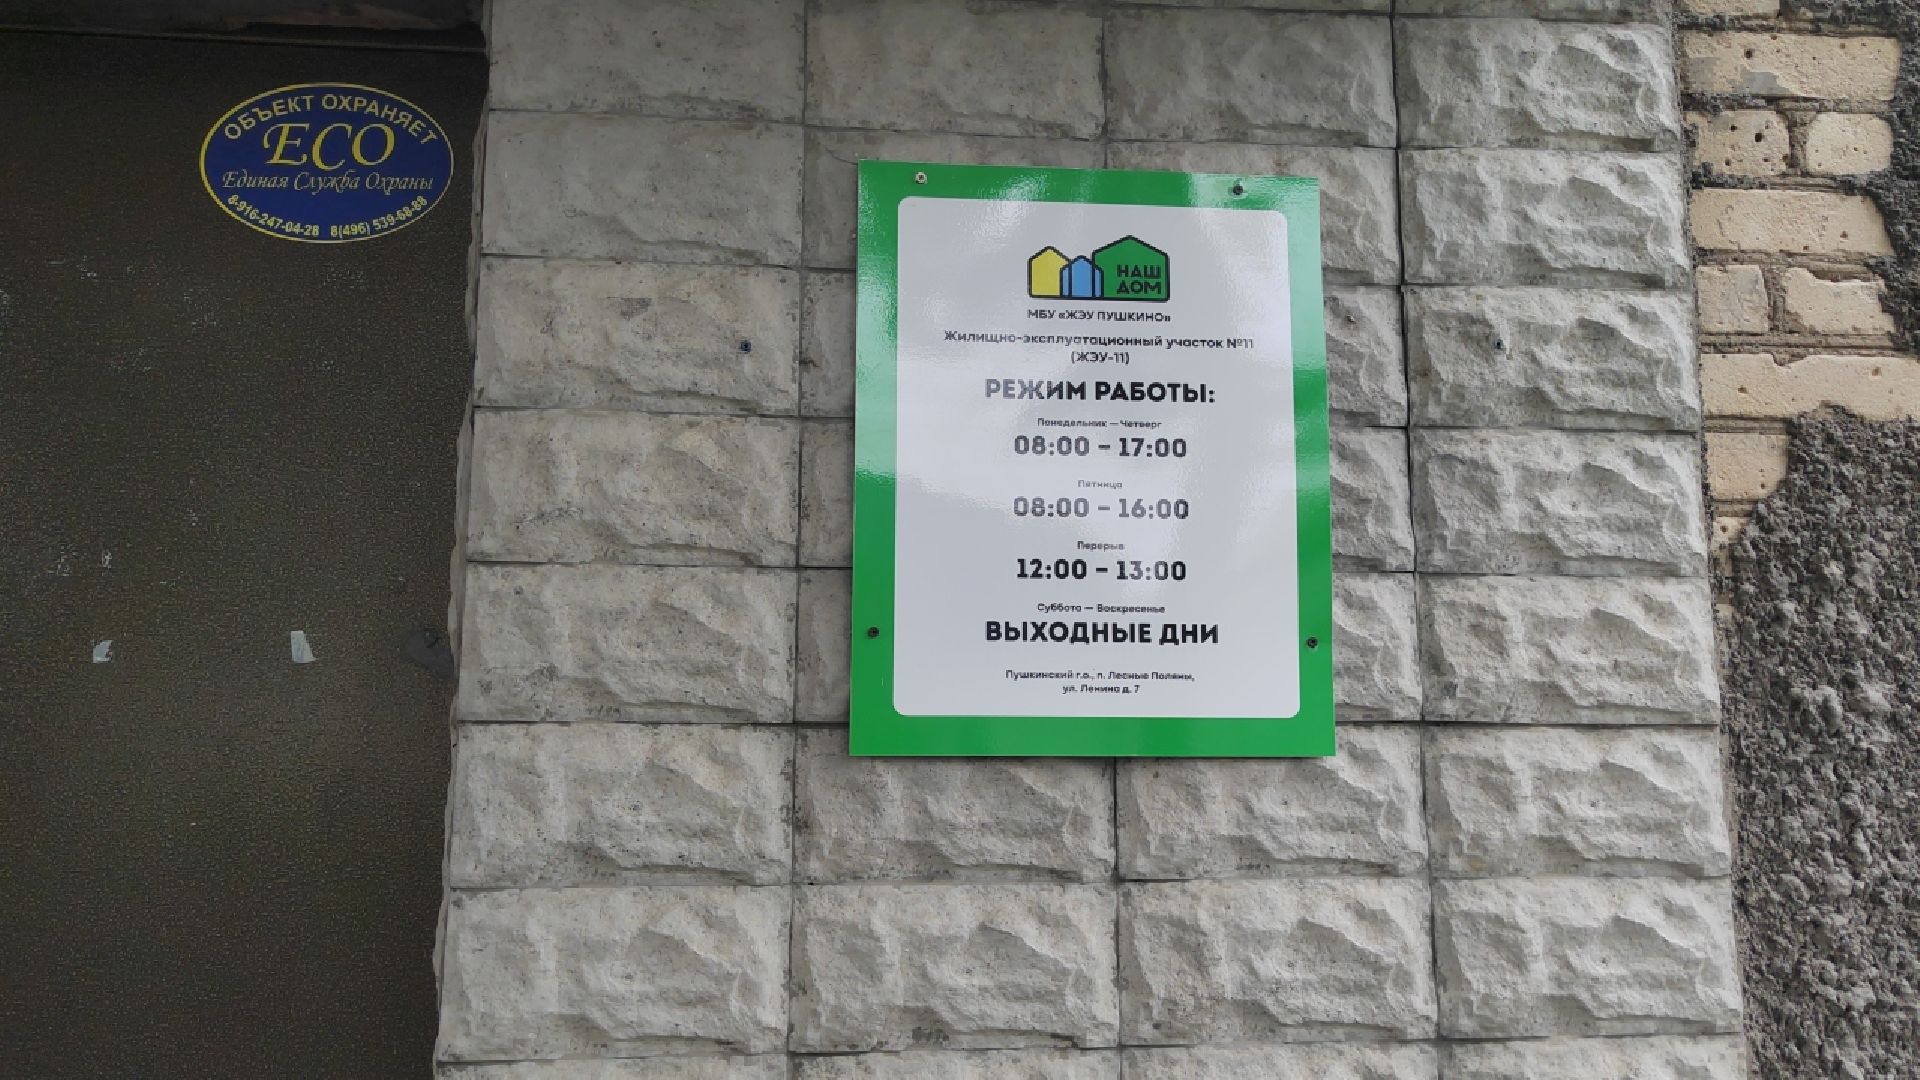 ОБЪЕКТ ОХРАНЯЕТ
ЕСО
Единая Служба Охраны
8-916-247-04-28 8(496) 539-68-88
НАШ
ДОМ
МБУ «ЖЭУ ПУШКИНО»
Жилищно-эксплуатационный участок №11
(ЖЭУ-11)
РЕЖИМ РАБОТЫ:
Понедельник — Четверг
08:00 – 17:00
Пятница
08:00 – 16:00
Перерыв
12:00 – 13:00
Суббота — Воскресенье
ВЫХОДНЫЕ ДНИ
Пушкинский г.о., п. Лесные Поляны,
ул. Ленина д. 7